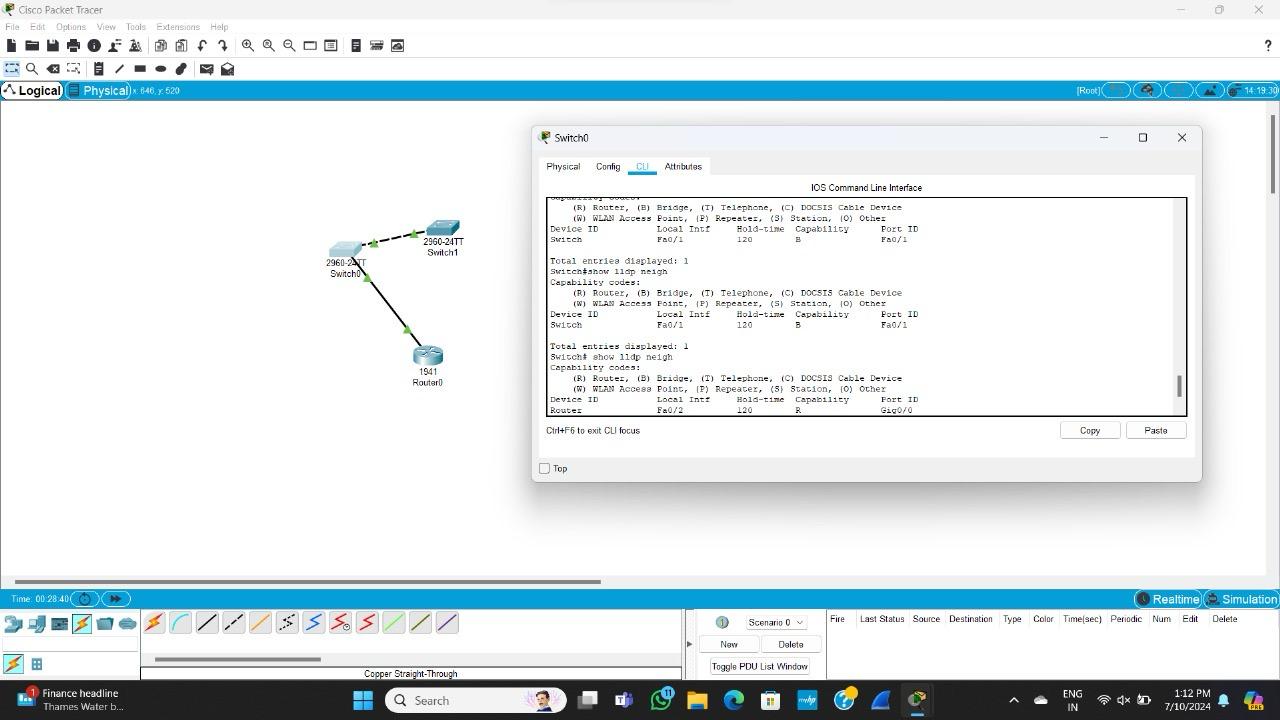 Cisco Packet Tracer
File Edit Options View Tools Extensions Help
?
Logical Physical x: 646, y: 520 [Root] 14:19:30
Switch0
Physical Config CLI Attributes
IOS Command Line Interface
Capability codes:
(R) Router, (B) Bridge, (T) Telephone, (C) DOCSIS Cable Device
(W) WLAN Access Point, (P) Repeater, (S) Station, (O) Other
Device ID Local Intf Hold-time Capability Port ID
Switch Fa0/1 120 B Fa0/1
Total entries displayed: 1
Switch#show lldp neigh
Capability codes:
(R) Router, (B) Bridge, (T) Telephone, (C) DOCSIS Cable Device
(W) WLAN Access Point, (P) Repeater, (S) Station, (O) Other
Device ID Local Intf Hold-time Capability Port ID
Switch Fa0/1 120 B Fa0/1
Total entries displayed: 1
Switch# show lldp neigh
Capability codes:
(R) Router, (B) Bridge, (T) Telephone, (C) DOCSIS Cable Device
(W) WLAN Access Point, (P) Repeater, (S) Station, (O) Other
Device ID Local Intf Hold-time Capability Port ID
Router Fa0/2 120 R Gig0/0
Ctrl+F6 to exit CLI focus
Copy Paste
Top
2960-24TT
Switch1
2960-24TT
Switch0
1941
Router0
Time: 00:28:40
Realtime Simulation
Scenario 0
New Delete
Toggle PDU List Window
Fire Last Status Source Destination Type Color Time(sec) Periodic Num Edit Delete
Copper Straight-Through
1
Finance headline
Thames Water b...
Search
11
ENG
IN
1:12 PM
7/10/2024